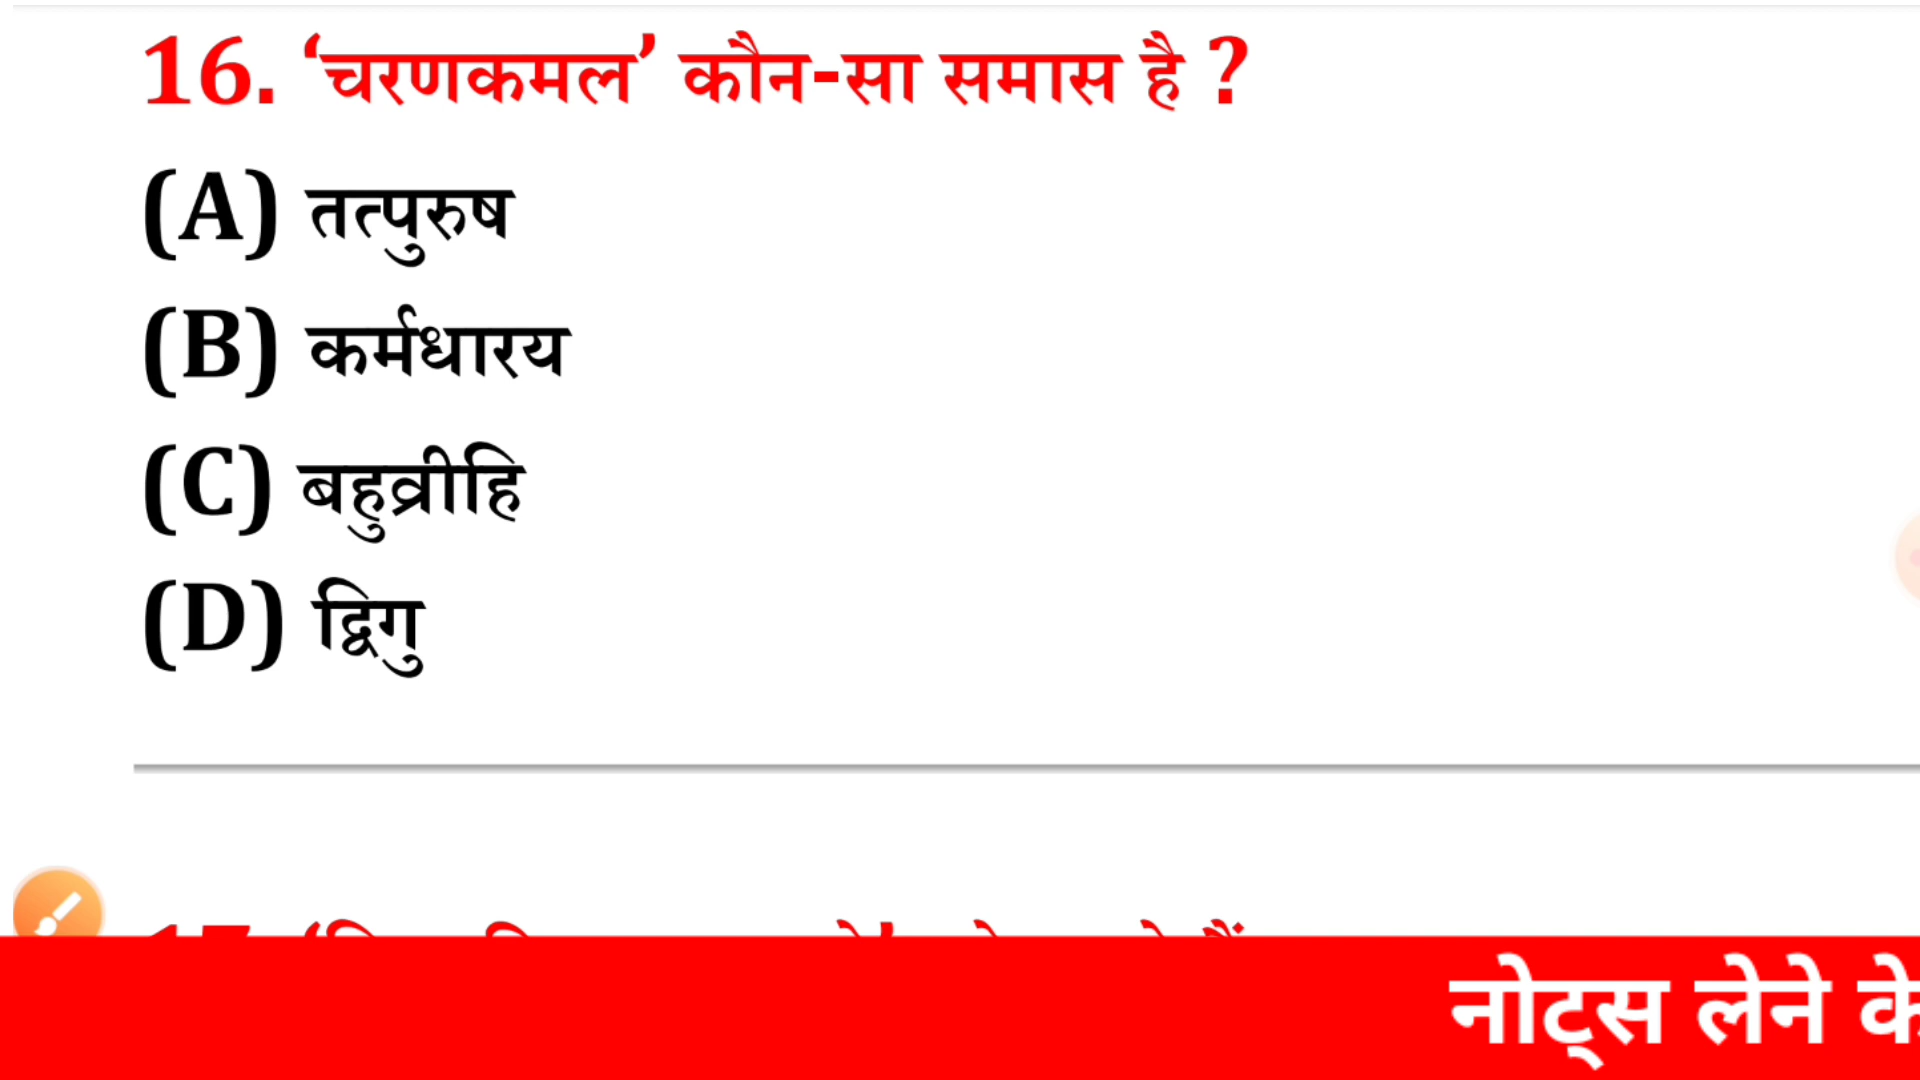 16. ‘चरणकमल’ कौन-सा समास है ?
(A) तत्पुरुष
(B) कर्मधारय
(C) बहुव्रीहि
(D) द्विगु
नोट्स लेने के